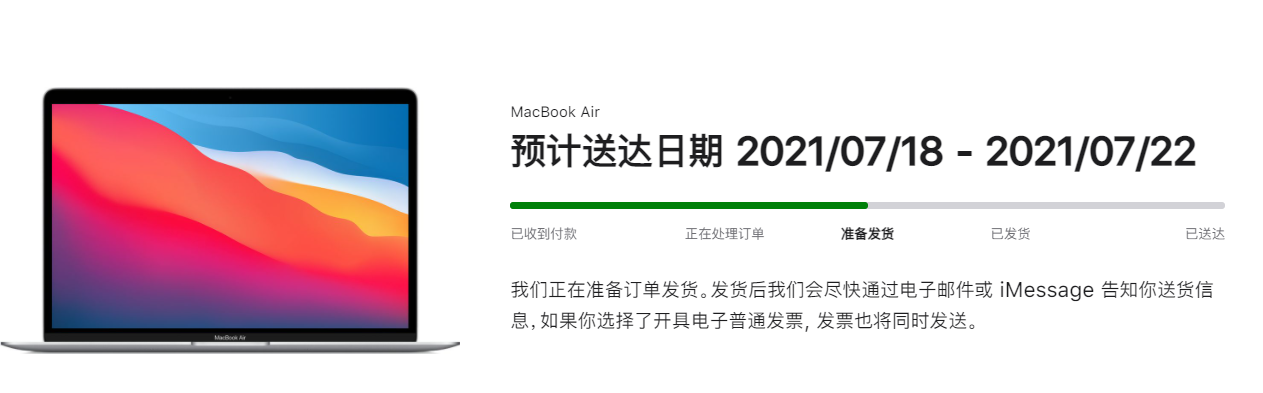 MacBook Air
预计送达日期 2021/07/18 - 2021/07/22
已收到付款 正在处理订单 准备发货 已发货 已送达
我们正在准备订单发货。发货后我们会尽快通过电子邮件或 iMessage 告知你送货信
息，如果你选择了开具电子普通发票，发票也将同时发送。
MacBook Air